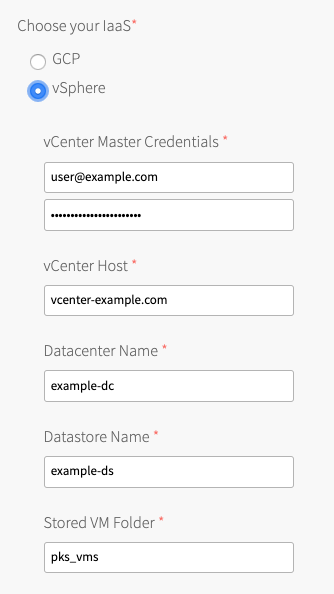 Choose your IaaS*
GCP
vSphere
vCenter Master Credentials *
user@example.com
•••••••••••••••••••••••
vCenter Host *
vcenter-example.com
Datacenter Name *
example-dc
Datastore Name *
example-ds
Stored VM Folder *
pks_vms